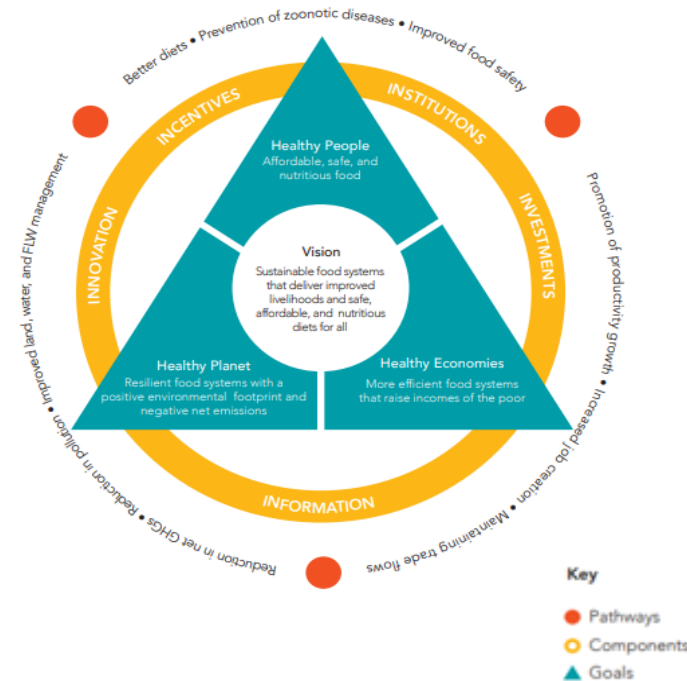 Better diets • Prevention of zoonotic diseases • Improved food safety
Promotion of productivity growth • Increased job creation • Maintaining trade flows
Reduction in net GHGs • Reduction in pollution • Improved land, water, and FLW management
INCENTIVES
INSTITUTIONS
INNOVATION
INVESTMENTS
INFORMATION
Healthy People
Affordable, safe, and
nutritious food
Vision
Sustainable food systems
that deliver improved
livelihoods and safe,
affordable, and nutritious
diets for all
Healthy Planet
Resilient food systems with a
positive environmental footprint and
negative net emissions
Healthy Economies
More efficient food systems
that raise incomes of the poor
Key
Pathways
Components
Goals